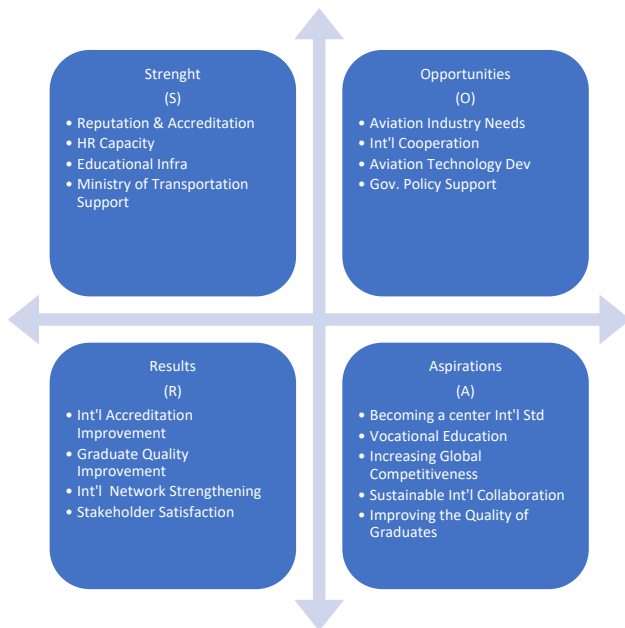 Strenght
(S)
• Reputation & Accreditation
• HR Capacity
• Educational Infra
• Ministry of Transportation
Support
Opportunities
(O)
• Aviation Industry Needs
• Int'l Cooperation
• Aviation Technology Dev
• Gov. Policy Support
Results
(R)
• Int'l Accreditation
Improvement
• Graduate Quality
Improvement
• Int'l Network Strengthening
• Stakeholder Satisfaction
Aspirations
(A)
• Becoming a center Int'l Std
• Vocational Education
• Increasing Global
Competitiveness
• Sustainable Int'l Collaboration
• Improving the Quality of
Graduates